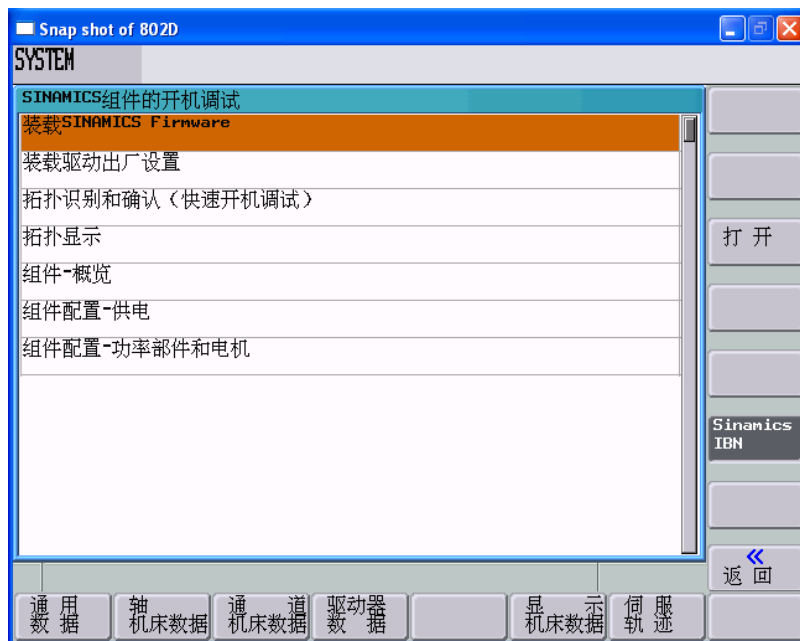 Snap shot of 802D
SYSTEM
SINAMICS组件的开机调试
装载SINAMICS Firmware
装载驱动出厂设置
拓扑识别和确认（快速开机调试）
拓扑显示
组件-概览
组件配置-供电
组件配置-功率部件和电机
打 开
Sinamics
IBN
«
返 回
通 用
数 据
轴
机床数据
通 道
机床数据
驱动器
数 据
显 示
机床数据
伺 服
轨 迹